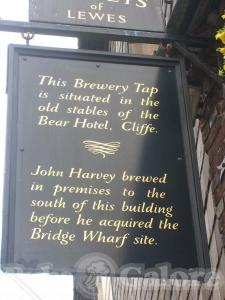 of
LEWES
This Brewery Tap
is situated in the
old stables of the
Bear Hotel, Cliffe.
John Harvey brewed
in premises to the
south of this building
before he acquired the
Bridge Wharf site.